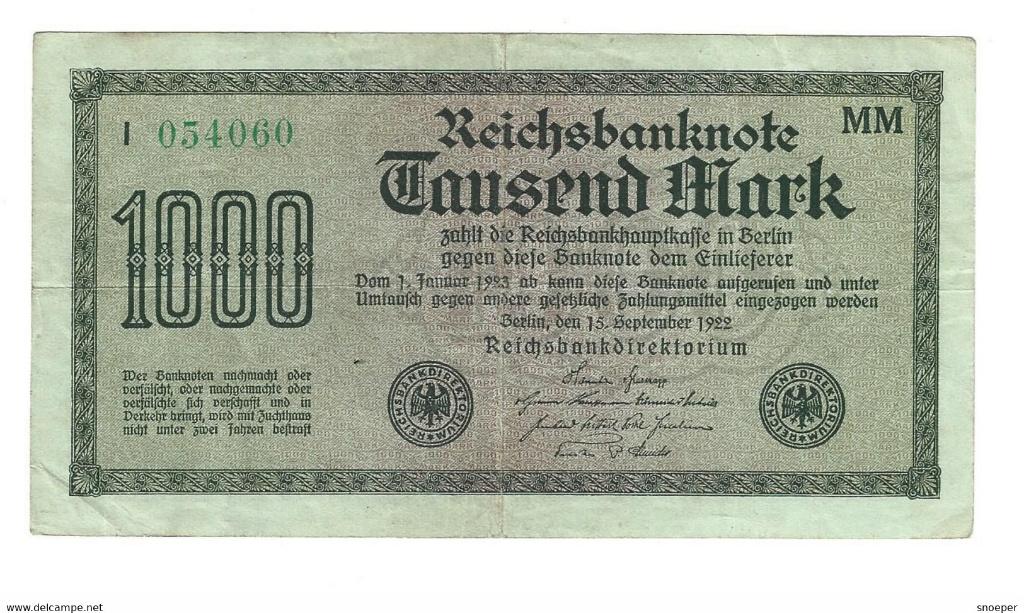 I 054060
MM
Reichsbanknote
Tausend Mark
1000
zahlt die Reichsbankhauptkasse in Berlin
gegen diese Banknote dem Einlieferer
Vom 1. Januar 1923 ab kann diese Banknote aufgerufen und unter
Umtausch gegen andere gesetzliche Zahlungsmittel eingezogen werden
Berlin, den 15. September 1922
Reichsbankdirektorium
Wer Banknoten nachmacht oder
verfälscht, oder nachgemachte oder
verfälschte sich verschafft und in
Verkehr bringt, wird mit Zuchthaus
nicht unter zwei Jahren bestraft
REICHSBANKDIREKTORIUM
REICHSBANKDIREKTORIUM
https://www.delcampe.net
snoeper